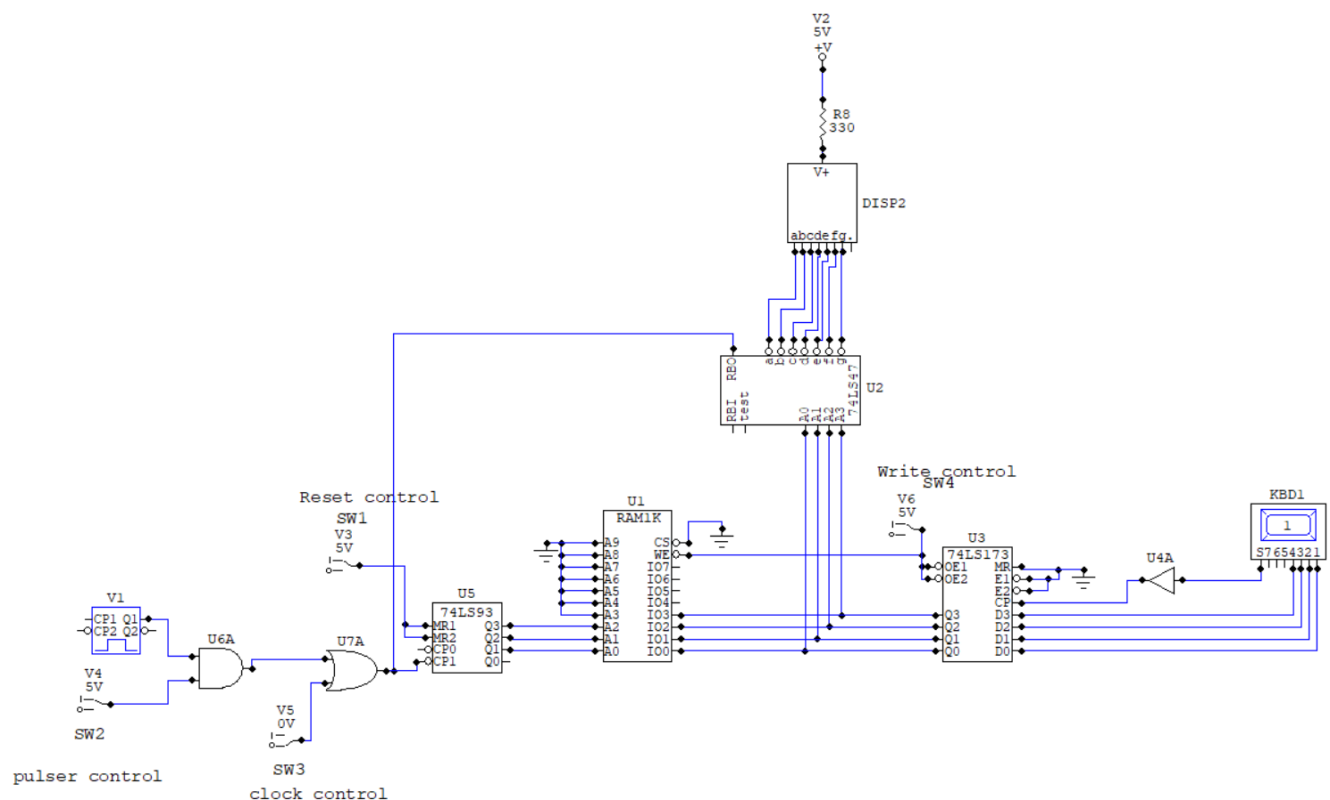 V2
5V
+V
R8
330
V+
DISP2
abcdefg.
a b c d e f g
RBO
74LS47
U2
RBI
test
A0 A1 A2 A3
Write control
SW4
V6
5V
Reset control
SW1
V3
5V
U1
RAM1K
A9 CS
A8 WE
A7 IO7
A6 IO6
A5 IO5
A4 IO4
A3 IO3
A2 IO2
A1 IO1
A0 IO0
U3
74LS173
OE1 MR
OE2 E1
E2
CP
Q3 D3
Q2 D2
Q1 D1
Q0 D0
U4A
KBD1
1
S7654321
V1
CP1 Q1
CP2 Q2
U6A
U7A
U5
74LS93
MR1 Q3
MR2 Q2
CP0 Q1
CP1 Q0
V4
5V
SW2
pulser control
V5
0V
SW3
clock control